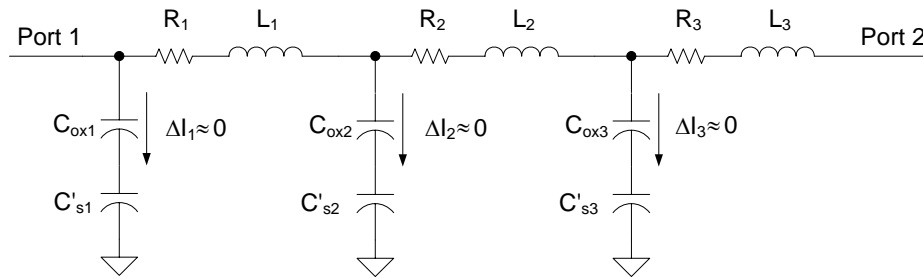 R1 L1 R2 L2 R3 L3
Port 1 Port 2
Cox1 ΔI1≈0 Cox2 ΔI2≈0 Cox3 ΔI3≈0
C's1 C's2 C's3